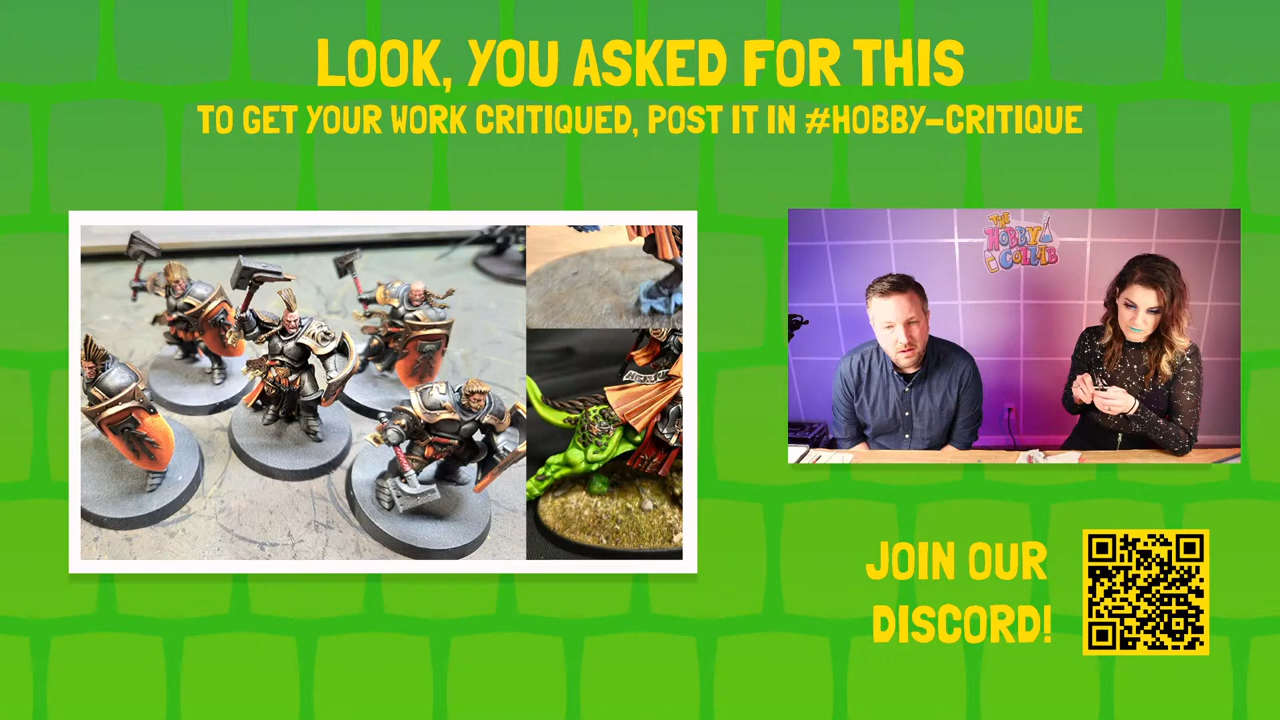 LOOK, YOU ASKED FOR THIS
TO GET YOUR WORK CRITIQUED, POST IT IN #HOBBY-CRITIQUE
THE
HOBBY
COLLAB
JOIN OUR
DISCORD!